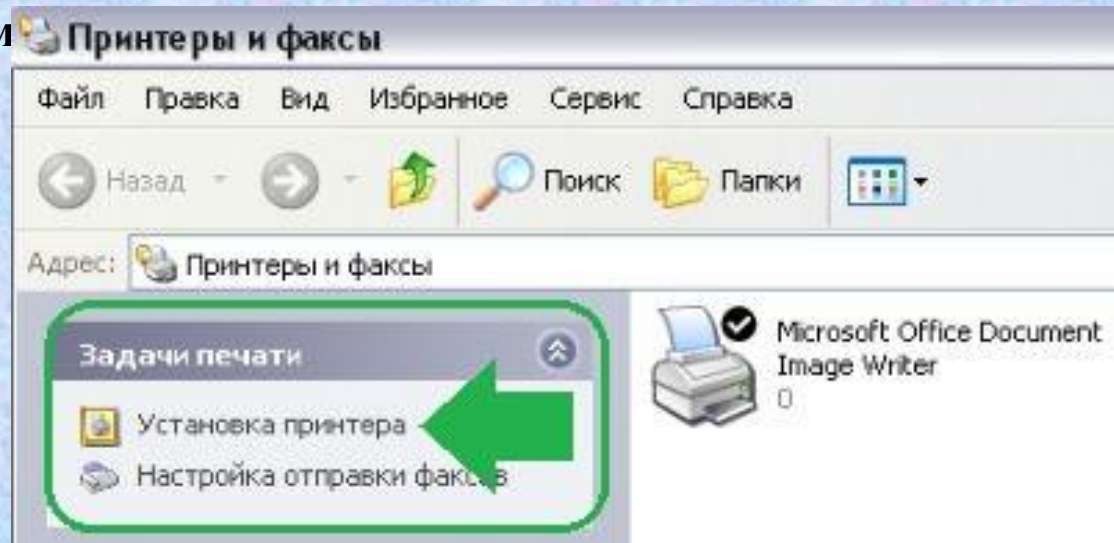 и
Принтеры и факсы
Файл Правка Вид Избранное Сервис Справка
Назад Поиск Папки
Адрес: Принтеры и факсы
Задачи печати
Установка принтера
Настройка отправки факсов
Microsoft Office Document
Image Writer
0